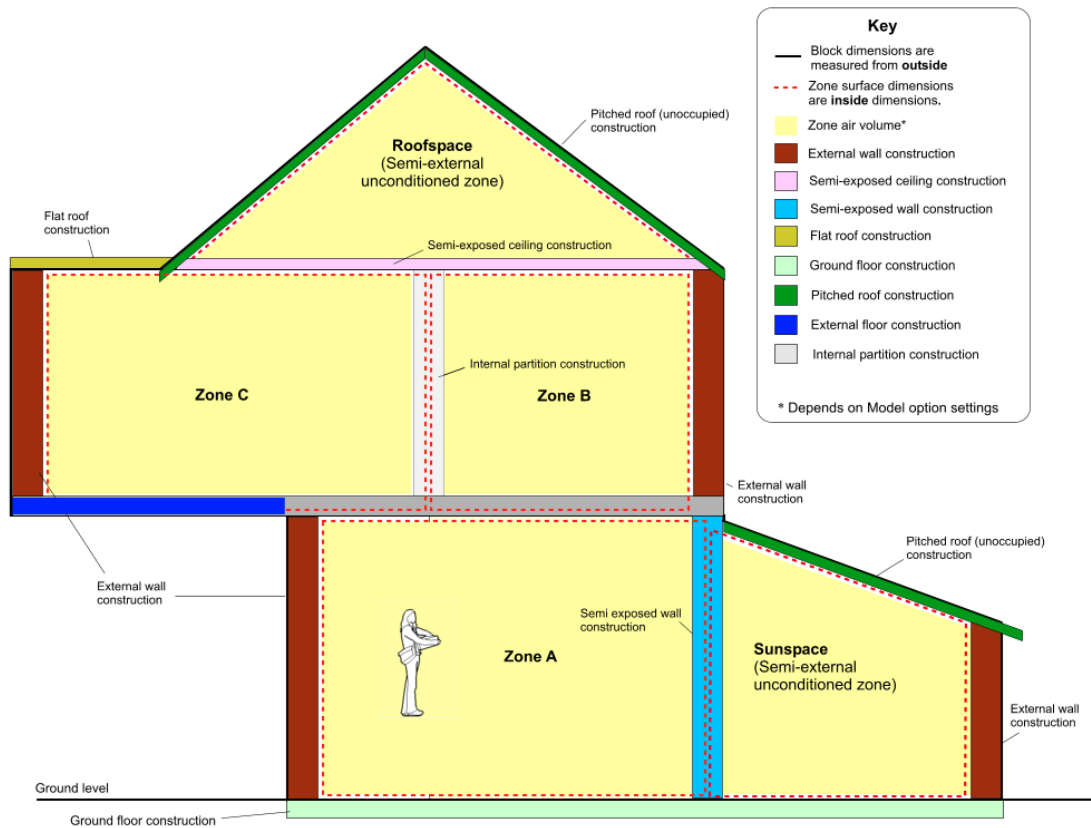 Key
Block dimensions are
measured from outside
Zone surface dimensions
are inside dimensions.
Zone air volume*
External wall construction
Semi-exposed ceiling construction
Semi-exposed wall construction
Flat roof construction
Ground floor construction
Pitched roof construction
External floor construction
Internal partition construction
* Depends on Model option settings
Pitched roof (unoccupied)
construction
Roofspace
(Semi-external
unconditioned zone)
Flat roof
construction
Semi-exposed ceiling construction
Internal partition construction
Zone C
Zone B
External wall
construction
Pitched roof (unoccupied)
construction
External wall
construction
Semi exposed wall
construction
Zone A
Sunspace
(Semi-external
unconditioned zone)
External wall
construction
Ground level
Ground floor construction